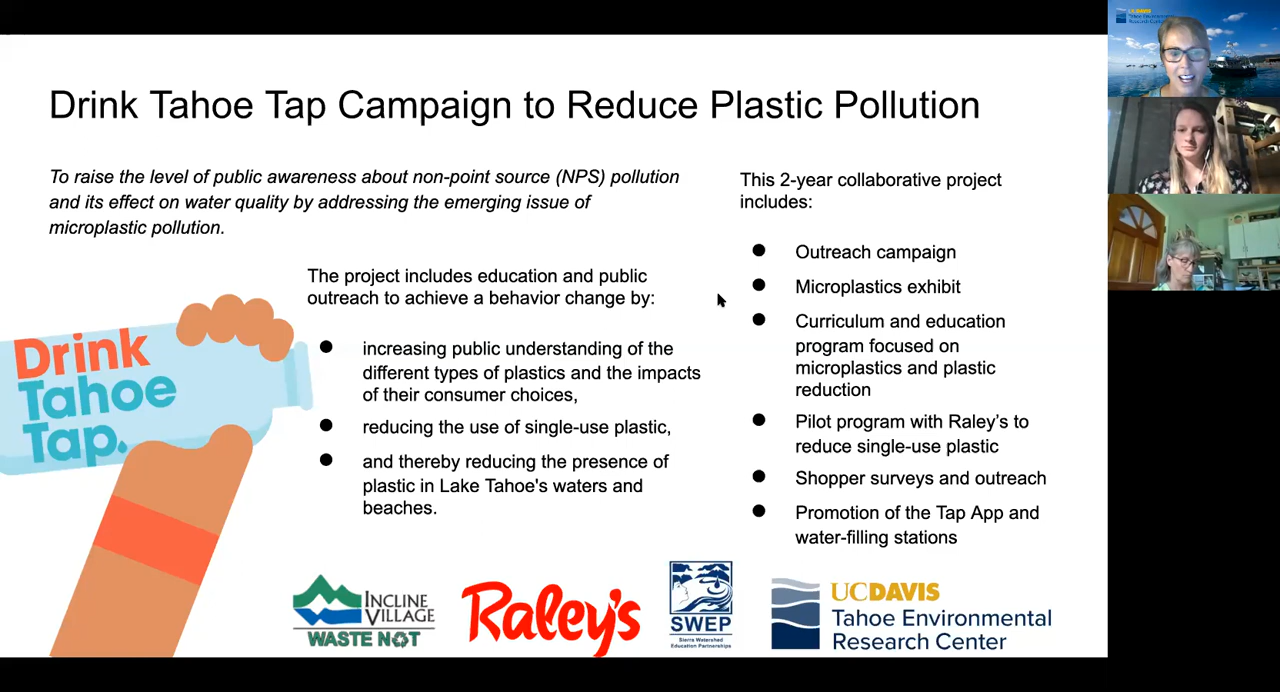 Drink Tahoe Tap Campaign to Reduce Plastic Pollution
To raise the level of public awareness about non-point source (NPS) pollution
and its effect on water quality by addressing the emerging issue of
microplastic pollution.
The project includes education and public
outreach to achieve a behavior change by:
● increasing public understanding of the
different types of plastics and the impacts
of their consumer choices,
● reducing the use of single-use plastic,
● and thereby reducing the presence of
plastic in Lake Tahoe's waters and
beaches.
This 2-year collaborative project
includes:
● Outreach campaign
● Microplastics exhibit
● Curriculum and education
program focused on
microplastics and plastic
reduction
● Pilot program with Raley’s to
reduce single-use plastic
● Shopper surveys and outreach
● Promotion of the Tap App and
water-filling stations
Drink
Tahoe
Tap.
INCLINE
VILLAGE
WASTE NOT
Raley's
SWEP
Sierra Watershed
Education Partnerships
UCDAVIS
Tahoe Environmental
Research Center
UCDAVIS
Tahoe Environmental
Research Center